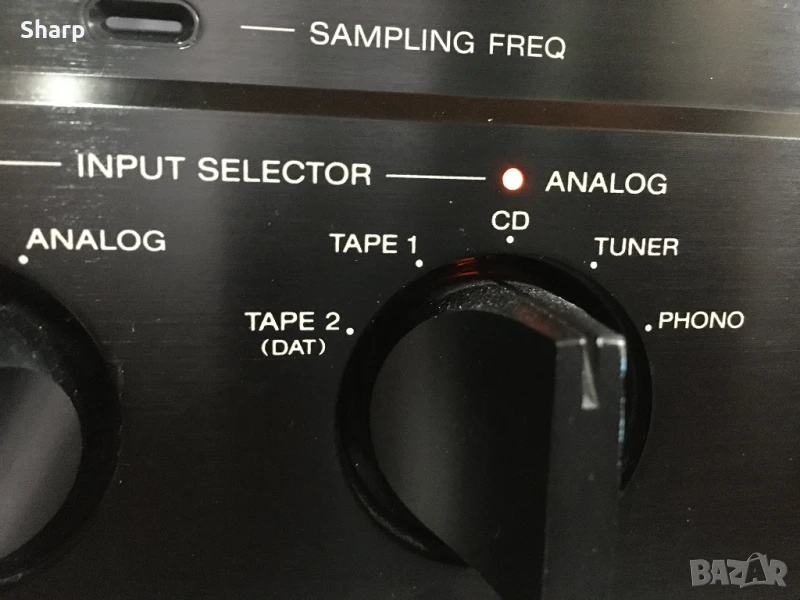 Sharp
SAMPLING FREQ
INPUT SELECTOR
ANALOG
ANALOG
CD
TAPE 1
TUNER
TAPE 2
(DAT)
PHONO
BAZAR